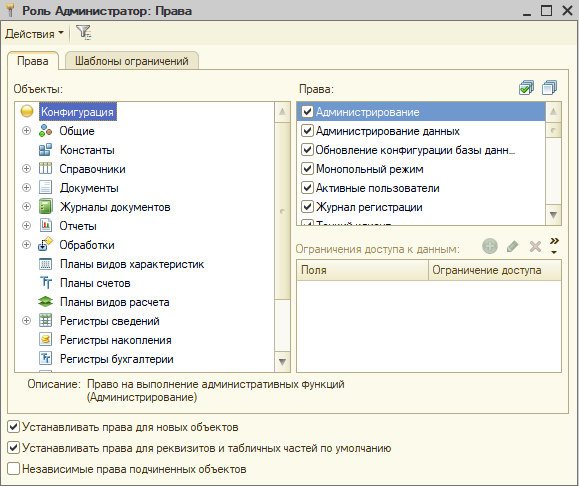 Роль Администратор: Права
Действия
Права
Шаблоны ограничений
Объекты:
Конфигурация
Общие
Константы
Справочники
Документы
Журналы документов
Отчеты
Обработки
Планы видов характеристик
Планы счетов
Планы видов расчета
Регистры сведений
Регистры накопления
Регистры бухгалтерии
Права:
Администрирование
Администрирование данных
Обновление конфигурации базы данн...
Монопольный режим
Активные пользователи
Журнал регистрации
Тонкий клиент
Ограничения доступа к данным:
Поля
Ограничение доступа
Описание: Право на выполнение административных функций
(Администрирование)
Устанавливать права для новых объектов
Устанавливать права для реквизитов и табличных частей по умолчанию
Независимые права подчиненных объектов